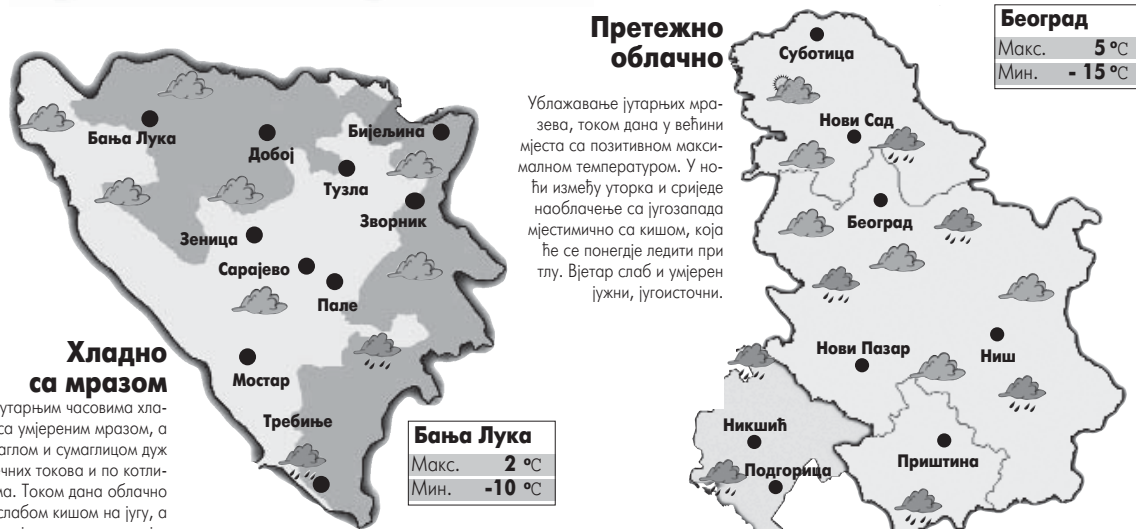 Претежно
облачно
Ублажавање јутарњих мра-
зева, током дана у већини
мјеста са позитивном макси-
малном температуром. У но-
ћи између уторка и сриједе
наоблачење са југозапада
мјестимично са кишом, која
ће се понегдје ледити при
тлу. Вјетар слаб и умјерен
јужни, југоисточни.
Београд
Макс. 5 °C
Мин. - 15 °C
Суботица
Нови Сад
Београд
Нови Пазар
Ниш
Никшић
Подгорица
Приштина
Бања Лука
Добој
Бијељина
Тузла
Зворник
Зеница
Сарајево
Пале
Мостар
Требиње
Хладно
са мразом
утарњим часовима хла-
са умјереним мразом, а
аглом и сумаглицом дуж
чних токова и по котли-
ма. Током дана облачно
слабом кишом на југу, а
Бања Лука
Макс. 2 °C
Мин. -10 °C